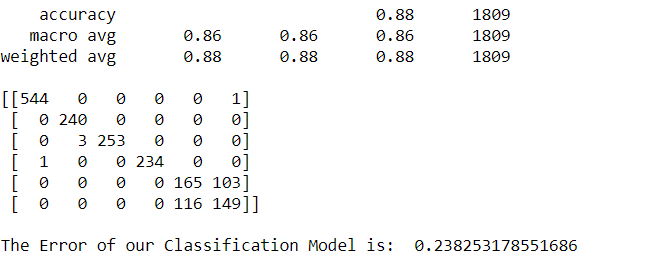 accuracy 0.88 1809
macro avg 0.86 0.86 0.86 1809
weighted avg 0.88 0.88 0.88 1809
[[544 0 0 0 0 1]
[ 0 240 0 0 0 0]
[ 0 3 253 0 0 0]
[ 1 0 0 234 0 0]
[ 0 0 0 0 165 103]
[ 0 0 0 0 116 149]]
The Error of our Classification Model is: 0.238253178551686